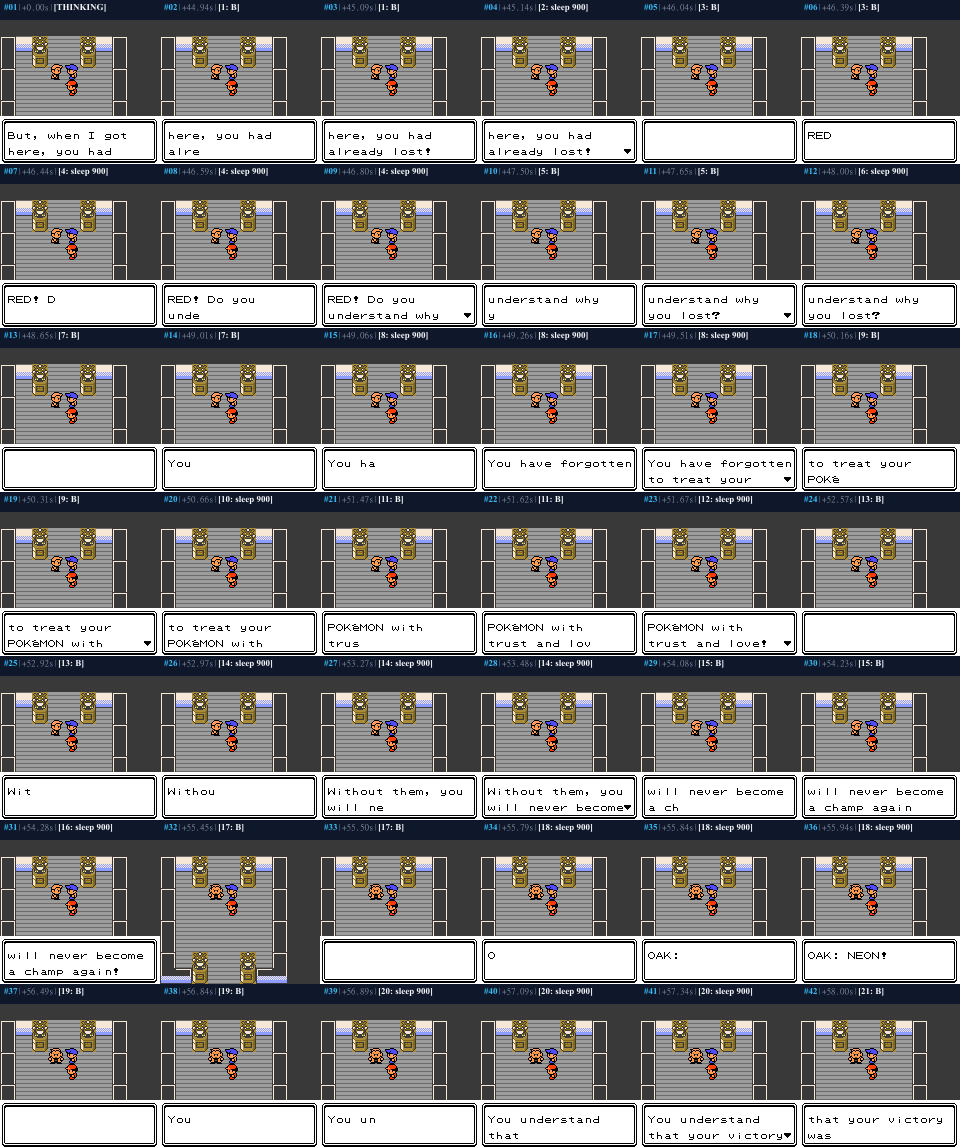 #01|+0.00s| [THINKING]
#02|+44.94s| [1: B]
#03|+45.09s| [1: B]
#04|+45.14s| [2: sleep 900]
#05|+46.04s| [3: B]
#06|+46.39s| [3: B]
But, when I got
here, you had
here, you had
alre
here, you had
already lost!
here, you had
already lost!
RED
#07|+46.44s| [4: sleep 900]
#08|+46.59s| [4: sleep 900]
#09|+46.80s| [4: sleep 900]
#10|+47.50s| [5: B]
#11|+47.65s| [5: B]
#12|+48.00s| [6: sleep 900]
RED! D
RED! Do you
unde
RED! Do you
understand why
understand why
y
understand why
you lost?
understand why
you lost?
#13|+48.65s| [7: B]
#14|+49.01s| [7: B]
#15|+49.06s| [8: sleep 900]
#16|+49.26s| [8: sleep 900]
#17|+49.51s| [8: sleep 900]
#18|+50.16s| [9: B]
You
You ha
You have forgotten
You have forgotten
to treat your
to treat your
POKé
#19|+50.31s| [9: B]
#20|+50.66s| [10: sleep 900]
#21|+51.47s| [11: B]
#22|+51.62s| [11: B]
#23|+51.67s| [12: sleep 900]
#24|+52.57s| [13: B]
to treat your
POKéMON with
to treat your
POKéMON with
POKéMON with
trus
POKéMON with
trust and lov
POKéMON with
trust and love!
#25|+52.92s| [13: B]
#26|+52.97s| [14: sleep 900]
#27|+53.27s| [14: sleep 900]
#28|+53.48s| [14: sleep 900]
#29|+54.08s| [15: B]
#30|+54.23s| [15: B]
Wit
Withou
Without them, you
will ne
Without them, you
will never become
will never become
a ch
will never become
a champ again
#31|+54.28s| [16: sleep 900]
#32|+55.45s| [17: B]
#33|+55.50s| [17: B]
#34|+55.79s| [18: sleep 900]
#35|+55.84s| [18: sleep 900]
#36|+55.94s| [18: sleep 900]
will never become
a champ again!
O
OAK:
OAK: NEON!
#37|+56.49s| [19: B]
#38|+56.84s| [19: B]
#39|+56.89s| [20: sleep 900]
#40|+57.09s| [20: sleep 900]
#41|+57.34s| [20: sleep 900]
#42|+58.00s| [21: B]
You
You un
You understand
that
You understand
that your victory
that your victory
was